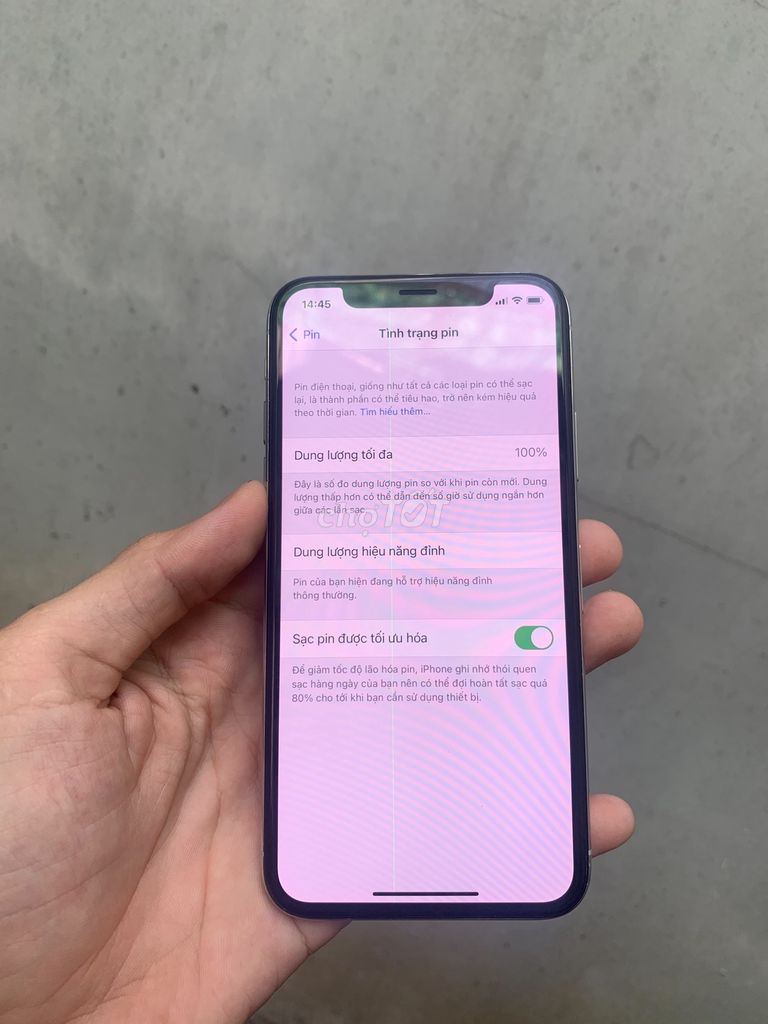 14:45
Pin
Tình trạng pin
Pin điện thoại, giống như tất cả các loại pin có thể sạc
lại, là thành phần có thể tiêu hao, trở nên kém hiệu quả
theo thời gian. Tìm hiểu thêm...
Dung lượng tối đa 100%
Đây là số đo dung lượng pin so với khi pin còn mới. Dung
lượng thấp hơn có thể dẫn đến số giờ sử dụng ngắn hơn
giữa các lần sạc.
chợTỐT
Dung lượng hiệu năng đỉnh
Pin của bạn hiện đang hỗ trợ hiệu năng đỉnh
thông thường.
Sạc pin được tối ưu hóa
Để giảm tốc độ lão hóa pin, iPhone ghi nhớ thói quen
sạc hàng ngày của bạn nên có thể đợi hoàn tất sạc quá
80% cho tới khi bạn cần sử dụng thiết bị.